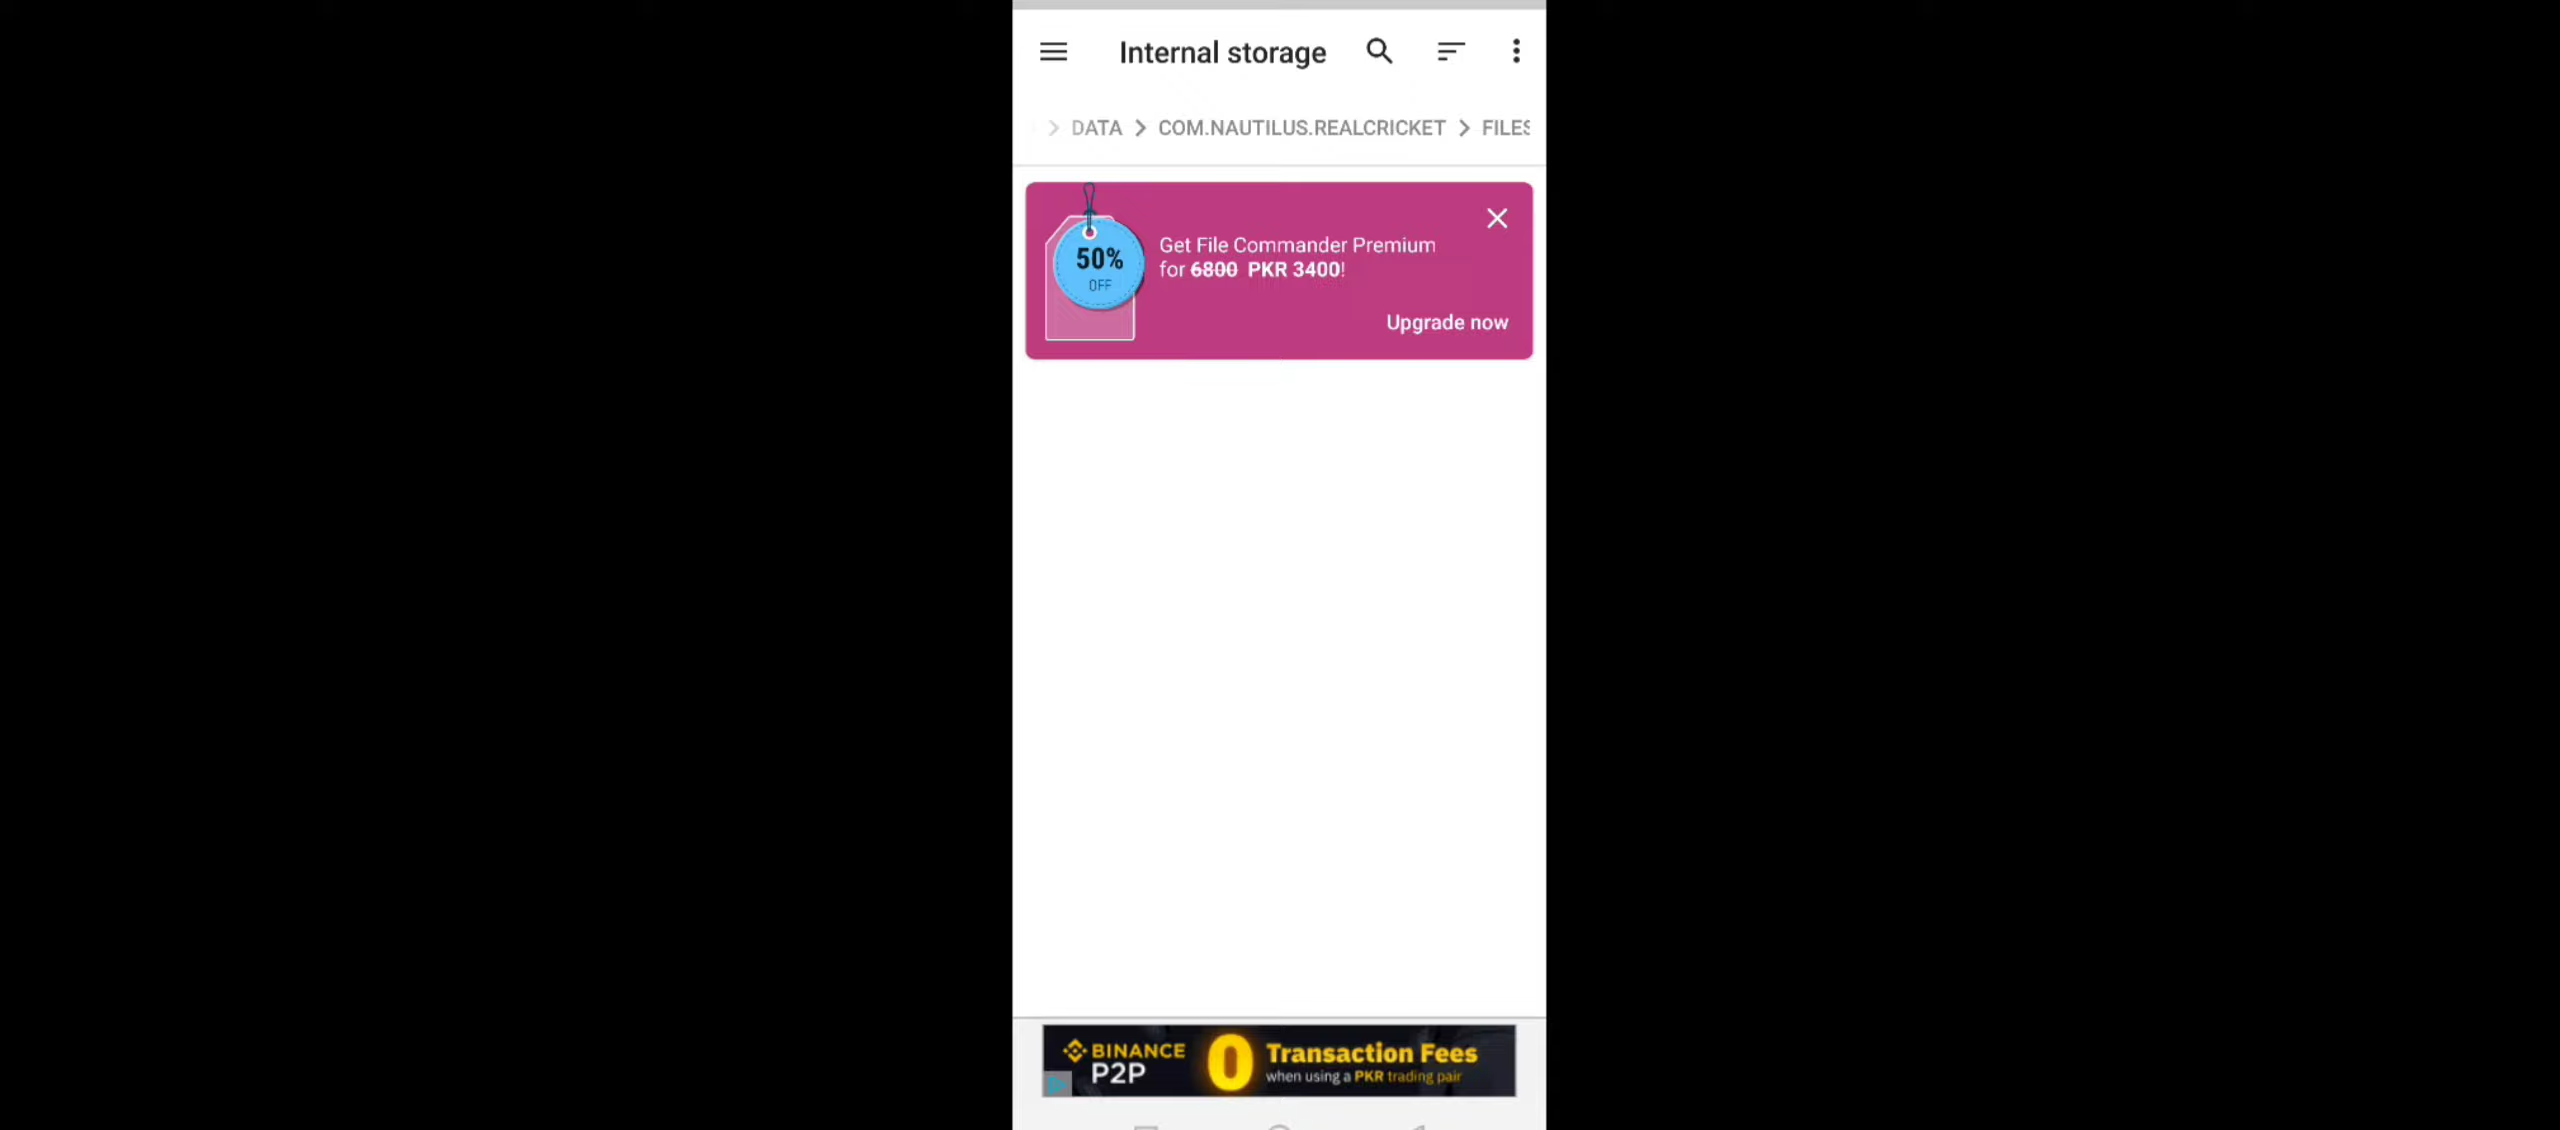 Internal storage
DATA > COM.NAUTILUS.REALCRICKET > FILES
50%
OFF
Get File Commander Premium
for 6800 PKR 3400!
Upgrade now
BINANCE
P2P
0
Transaction Fees
when using a PKR trading pair